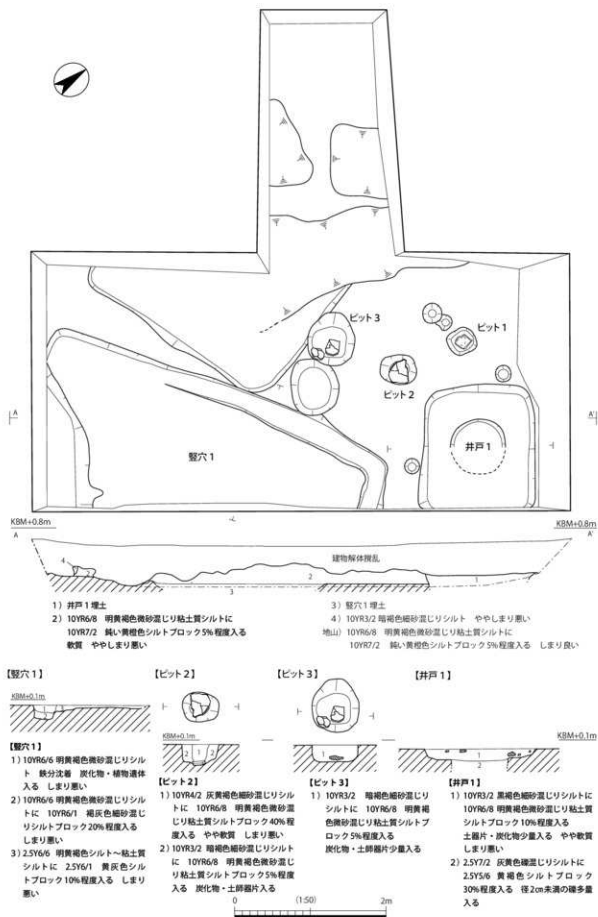 ピット3
ピット1
ピット2
A
A'
竪穴1
井戸1
KBM+0.8m
KBM+0.8m
A
A'
建物解体撹乱
4
2
2
3
1
1）井戸1埋土
2）10YR6/8 明黄褐色微砂混じり粘土質シルトに
10YR7/2 鈍い黄橙色シルトブロック5%程度入る
軟質 ややしまり悪い
3）竪穴1埋土
4）10YR3/2 暗褐色細砂混じりシルト ややしまり悪い
地山）10YR6/8 明黄褐色微砂混じり粘土質シルトに
10YR7/2 鈍い黄橙色シルトブロック5%程度入る しまり良い
【竪穴1】
KBM+0.1m
【竪穴1】
1）10YR6/6 明黄褐色微砂混じりシル
ト 鉄分沈着 炭化物・植物遺体
入る しまり悪い
2）10YR6/6 明黄褐色微砂混じりシル
トに 10YR6/1 褐灰色細砂混じ
りシルトブロック20%程度入る
しまり悪い
3）2.5Y6/6 明黄褐色シルト〜粘土質
シルトに 2.5Y6/1 黄灰色シル
トブロック10%程度入る しまり
悪い
【ピット2】
KBM+0.1m
2 1 2
【ピット2】
1）10YR4/2 灰黄褐色細砂混じりシル
トに 10YR6/8 明黄褐色微砂混
じり粘土質シルトブロック40%程
度入る やや軟質 しまり悪い
2）10YR3/2 暗褐色細砂混じりシルト
に 10YR6/8 明黄褐色微砂混じ
り粘土質シルトブロック5%程度
入る 炭化物・土師器片入る
【ピット3】
1
【ピット3】
1）10YR3/2 暗褐色細砂混じり
シルトに 10YR6/8 明黄褐
色微砂混じり粘土質シルトブ
ロック5%程度入る
炭化物・土師器片少量入る
【井戸1】
KBM+0.1m
1
2
【井戸1】
1）10YR3/2 黒褐色細砂混じりシルトに
10YR6/8 明黄褐色微砂混じり粘土質
シルトブロック10%程度入る
土器片・炭化物少量入る やや軟質
しまり悪い
2）2.5Y7/2 灰黄色礫混じりシルトに
2.5Y5/6 黄褐色シルトブロック
30%程度入る 径2cm未満の礫多量
入る
0 (1:50) 2m